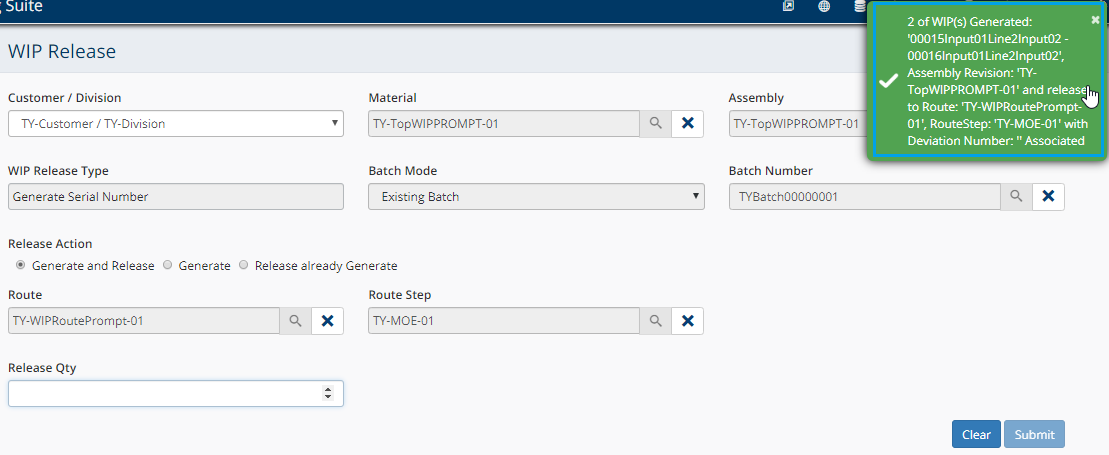 Suite
2 of WIP(s) Generated:
'00015Input01Line2Input02 -
00016Input01Line2Input02',
Assembly Revision: 'TY-
TopWIPPROMPT-01' and release
to Route: 'TY-WIPRoutePrompt-
01', RouteStep: 'TY-MOE-01' with
Deviation Number: '' Associated
WIP Release
Customer / Division
Material
Assembly
TY-Customer / TY-Division
TY-TopWIPPROMPT-01
TY-TopWIPPROMPT-01
WIP Release Type
Batch Mode
Batch Number
Generate Serial Number
Existing Batch
TYBatch00000001
Release Action
Generate and Release
Generate
Release already Generate
Route
Route Step
TY-WIPRoutePrompt-01
TY-MOE-01
Release Qty
Clear
Submit